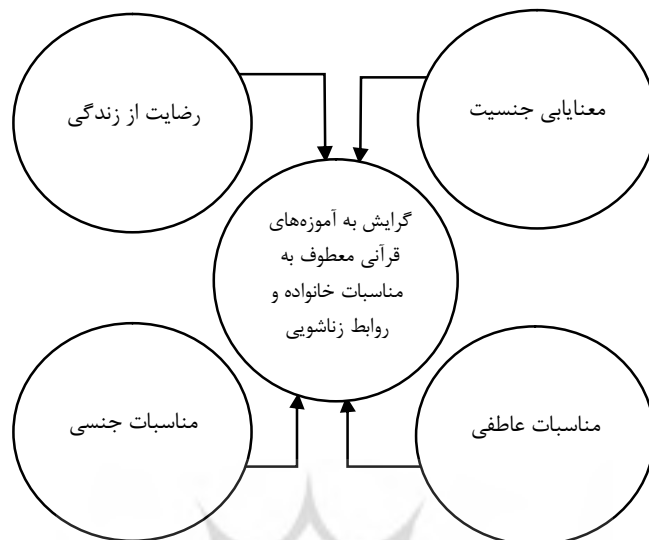 معنایابی جنسیت
رضایت از زندگی
گرایش به آموزه‌های
قرآنی معطوف به
مناسبات خانواده و
روابط زناشویی
مناسبات عاطفی
مناسبات جنسی